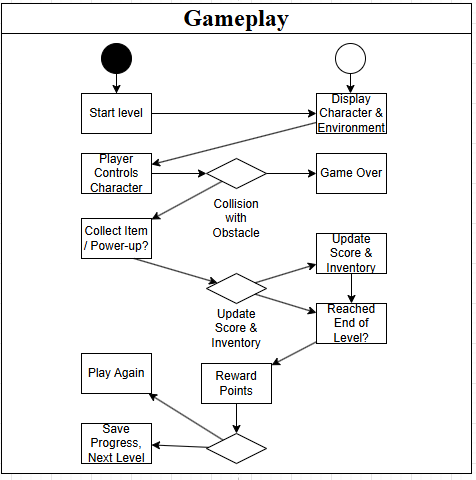 Gameplay
Start level
Display
Character &
Environment
Player
Controls
Character
Collision
with
Obstacle
Game Over
Collect Item
/ Power-up?
Update
Score &
Inventory
Update
Score &
Inventory
Reached
End of
Level?
Play Again
Reward
Points
Save
Progress,
Next Level